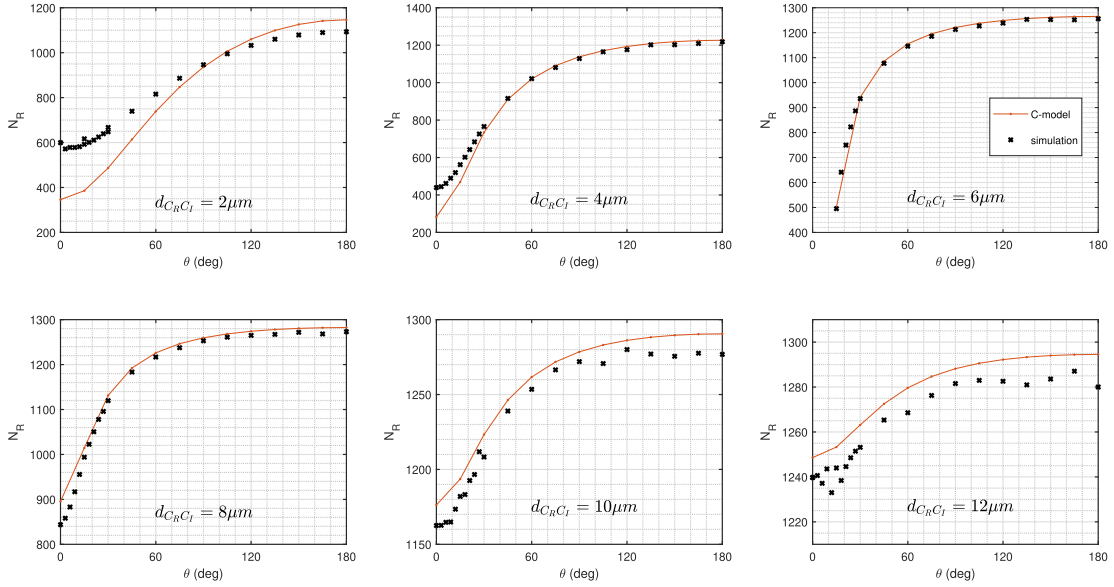 1200
1000
800
600
400
200
N_R
0 60 120 180
θ (deg)
d_{C_R C_I} = 2μm
1400
1200
1000
800
600
400
200
N_R
0 60 120 180
θ (deg)
d_{C_R C_I} = 4μm
1300
1200
1100
1000
900
800
700
600
500
400
N_R
0 60 120 180
θ (deg)
d_{C_R C_I} = 6μm
C-model
simulation
1300
1200
1100
1000
900
800
N_R
0 60 120 180
θ (deg)
d_{C_R C_I} = 8μm
1300
1250
1200
1150
N_R
0 60 120 180
θ (deg)
d_{C_R C_I} = 10μm
1300
1280
1260
1240
1220
N_R
0 60 120 180
θ (deg)
d_{C_R C_I} = 12μm